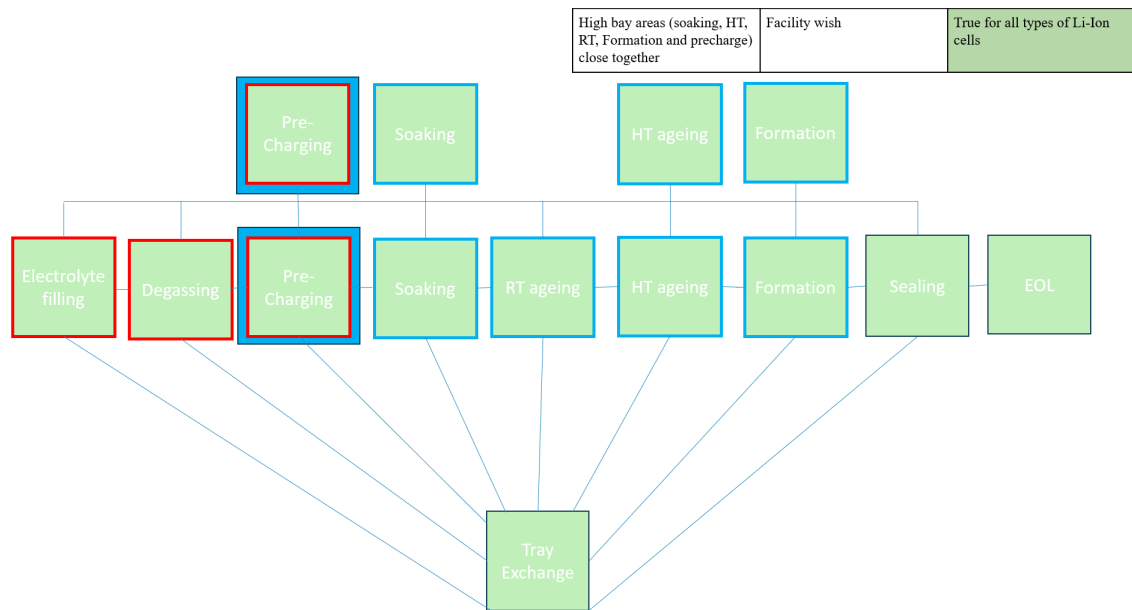 High bay areas (soaking, HT,
RT, Formation and precharge)
close together
Facility wish
True for all types of Li-Ion
cells
Pre-
Charging
Soaking
HT ageing
Formation
Electrolyte
filling
Degassing
Pre-
Charging
Soaking
RT ageing
HT ageing
Formation
Sealing
EOL
Tray
Exchange